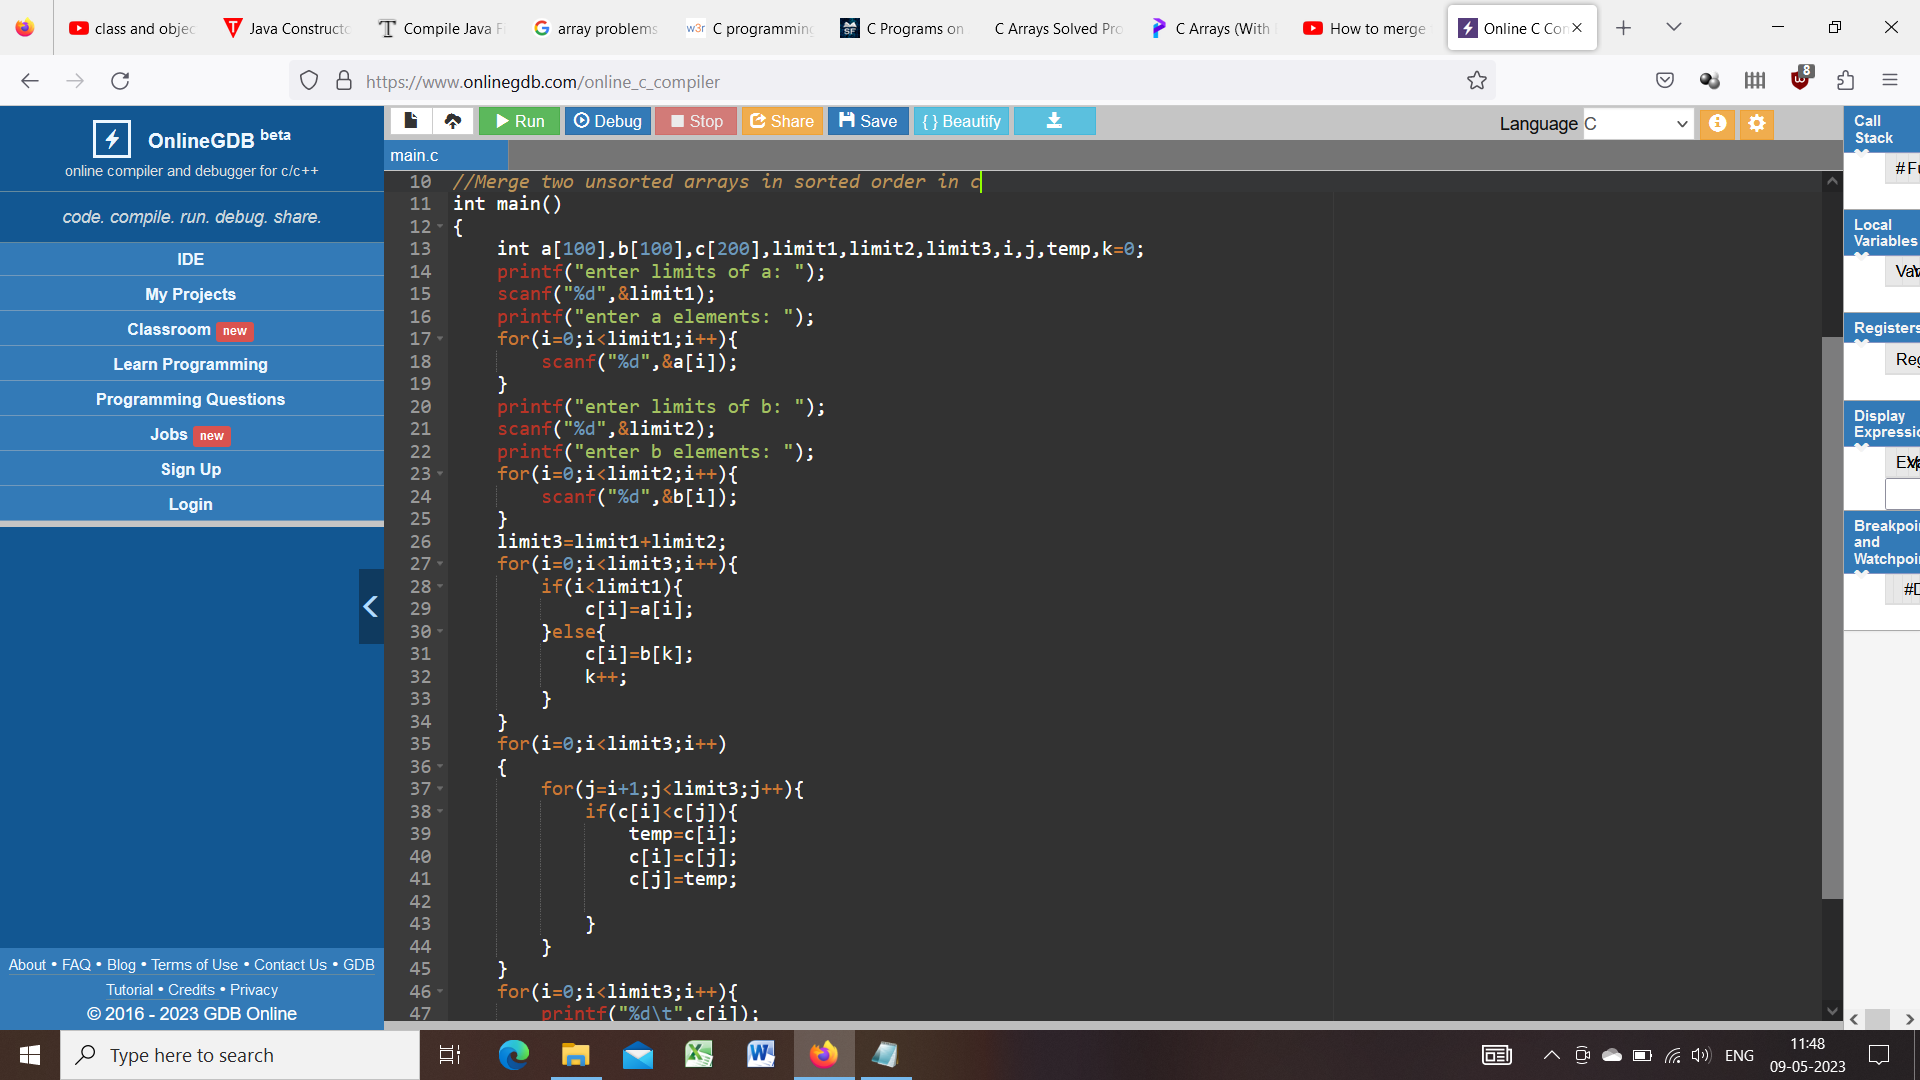 class and objec
Java Constructo
Compile Java Fi
array problems
C programming
C Programs on
C Arrays Solved Pro
C Arrays (With
How to merge
Online C Con
https://www.onlinegdb.com/online_c_compiler
8
OnlineGDB beta
online compiler and debugger for c/c++
code. compile. run. debug. share.
IDE
My Projects
Classroom new
Learn Programming
Programming Questions
Jobs new
Sign Up
Login
About • FAQ • Blog • Terms of Use • Contact Us • GDB
Tutorial • Credits • Privacy
© 2016 - 2023 GDB Online
Run Debug Stop Share Save { } Beautify
Language C
main.c
10 //Merge two unsorted arrays in sorted order in c
11 int main()
12 {
13     int a[100],b[100],c[200],limit1,limit2,limit3,i,j,temp,k=0;
14     printf("enter limits of a: ");
15     scanf("%d",&limit1);
16     printf("enter a elements: ");
17     for(i=0;i<limit1;i++){
18         scanf("%d",&a[i]);
19     }
20     printf("enter limits of b: ");
21     scanf("%d",&limit2);
22     printf("enter b elements: ");
23     for(i=0;i<limit2;i++){
24         scanf("%d",&b[i]);
25     }
26     limit3=limit1+limit2;
27     for(i=0;i<limit3;i++){
28         if(i<limit1){
29             c[i]=a[i];
30         }else{
31             c[i]=b[k];
32             k++;
33         }
34     }
35     for(i=0;i<limit3;i++)
36     {
37         for(j=i+1;j<limit3;j++){
38             if(c[i]<c[j]){
39                 temp=c[i];
40                 c[i]=c[j];
41                 c[j]=temp;
42
43             }
44         }
45     }
46     for(i=0;i<limit3;i++){
47         printf("%d\t",c[i]);
Call
Stack
#Fu
Local
Variables
Registers
Reg
Display
Expressio
Breakpoi
and
Watchpoi
#D
Type here to search
ENG
11:48
09-05-2023